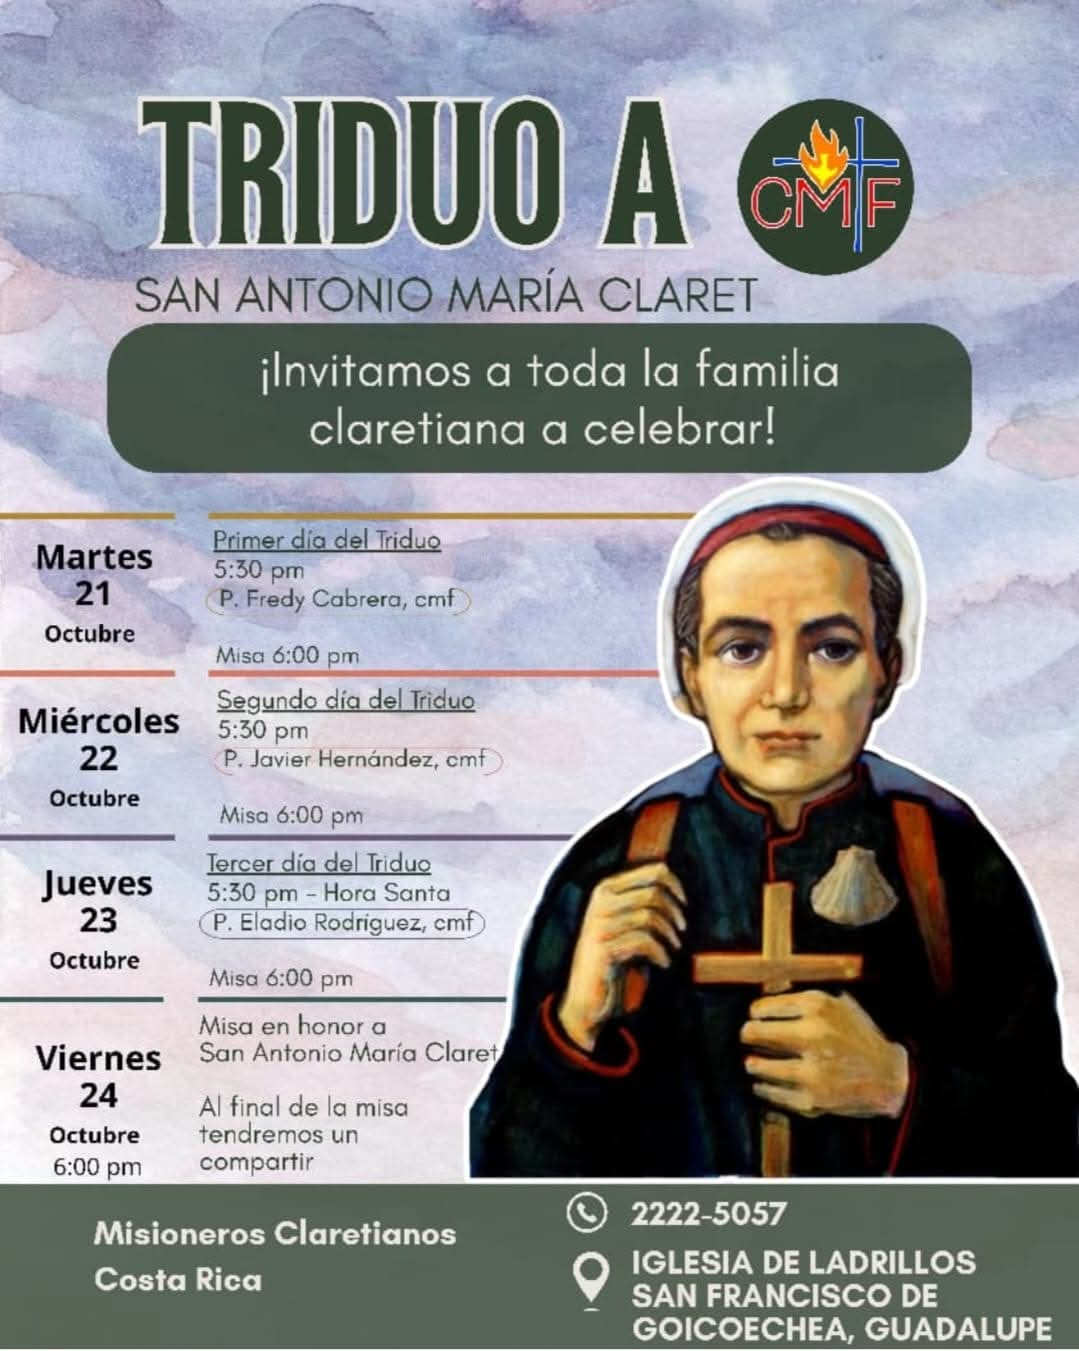 TRIDUO A
CMF
SAN ANTONIO MARÍA CLARET
¡Invitamos a toda la familia
claretiana a celebrar!
Martes
21
Octubre
Primer día del Triduo
5:30 pm
P. Fredy Cabrera, cmf
Misa 6:00 pm
Miércoles
22
Octubre
Segundo día del Triduo
5:30 pm
P. Javier Hernández, cmf
Misa 6:00 pm
Jueves
23
Octubre
Tercer día del Triduo
5:30 pm - Hora Santa
P. Eladio Rodríguez, cmf
Misa 6:00 pm
Viernes
24
Octubre
6:00 pm
Misa en honor a
San Antonio María Claret
Al final de la misa
tendremos un
compartir
Misioneros Claretianos
Costa Rica
2222-5057
IGLESIA DE LADRILLOS
SAN FRANCISCO DE
GOICOECHEA, GUADALUPE